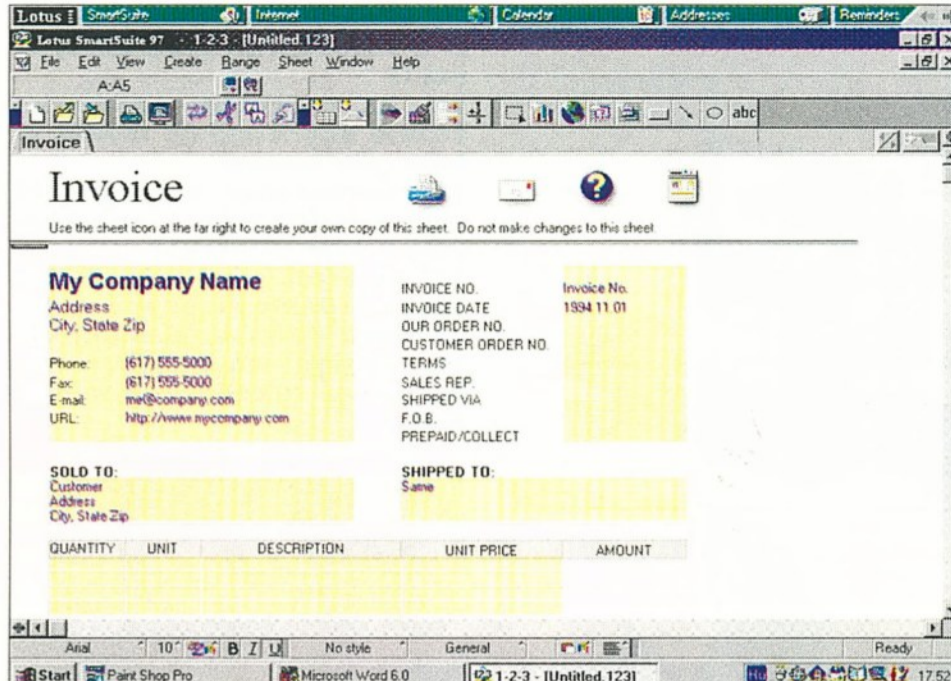 Lotus SmartSuite Internet Calendar Addresses Reminders
Lotus SmartSuite 97 - 1-2-3 - [Untitled.123]
File Edit View Create Range Sheet Window Help
A:A5
abc
Invoice
Invoice
Use the sheet icon at the far right to create your own copy of this sheet. Do not make changes to this sheet
My Company Name
Address
City, State Zip
Phone: (617) 555-5000
Fax: (617) 555-5000
E-mail: me@company.com
URL: http://www.mycompany.com
INVOICE NO. Invoice No.
INVOICE DATE 1994 11 01
OUR ORDER NO.
CUSTOMER ORDER NO.
TERMS
SALES REP.
SHIPPED VIA
F.O.B.
PREPAID/COLLECT
SOLD TO:
Customer
Address
City, State Zip
SHIPPED TO:
Same
QUANTITY UNIT DESCRIPTION UNIT PRICE AMOUNT
Arial 10 B I U No style General Ready
Start Paint Shop Pro Microsoft Word 6.0 1-2-3 - [Untitled.123] Hu 17:52